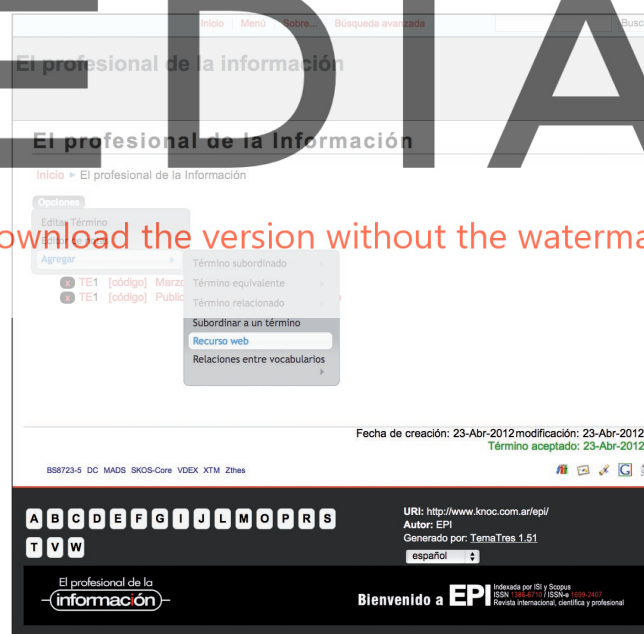 Inicio Menú Sobre... Búsqueda avanzada Busca
EDIA
El profesional de la información
El profesional de la Información
Inicio ▸ El profesional de la Información
Opciones
Editar Término
Editor de notas
ownload the version without the waterma
Agregar
Término subordinado
TE1 [código] Marzo
Término equivalente
TE1 [código] Public
Término relacionado
Subordinar a un término
Recurso web
Relaciones entre vocabularios
Fecha de creación: 23-Abr-2012 modificación: 23-Abr-2012
Término aceptado: 23-Abr-2012
BS8723-5 DC MADS SKOS-Core VDEX XTM Zthes
A B C D E F G I J L M O P R S
T V W
URI: http://www.knoc.com.ar/epi/
Autor: EPI
Generado por: TemaTres 1.51
español
El profesional de la
información
Bienvenido a EPI
Indexada por ISI y Scopus
ISSN 1386-6710 / ISSN-e 1699-2407
Revista internacional, científica y profesional